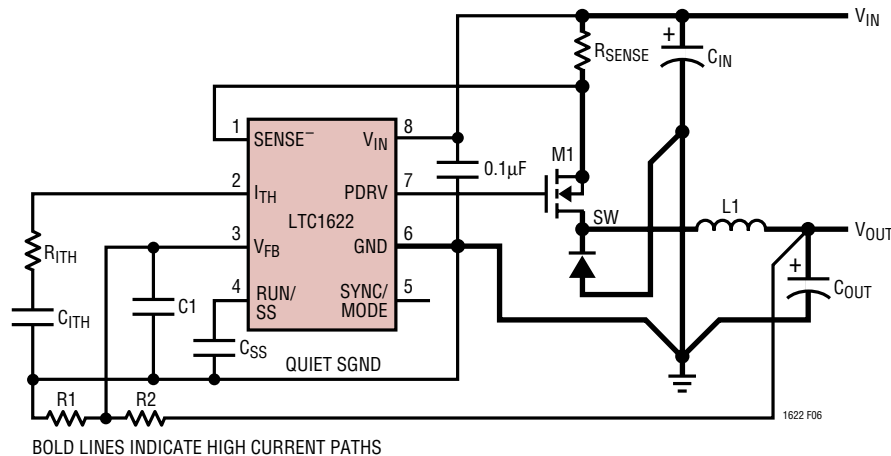 V_IN
R_SENSE
+
C_IN
1
SENSE⁻
V_IN
8
0.1µF
M1
2
I_TH
PDRV
7
LTC1622
SW
L1
V_OUT
3
V_FB
GND
6
R_ITH
+
C_OUT
4
RUN/
SS
SYNC/
MODE
5
C_ITH
C1
C_SS
QUIET SGND
R1
R2
1622 F06
BOLD LINES INDICATE HIGH CURRENT PATHS